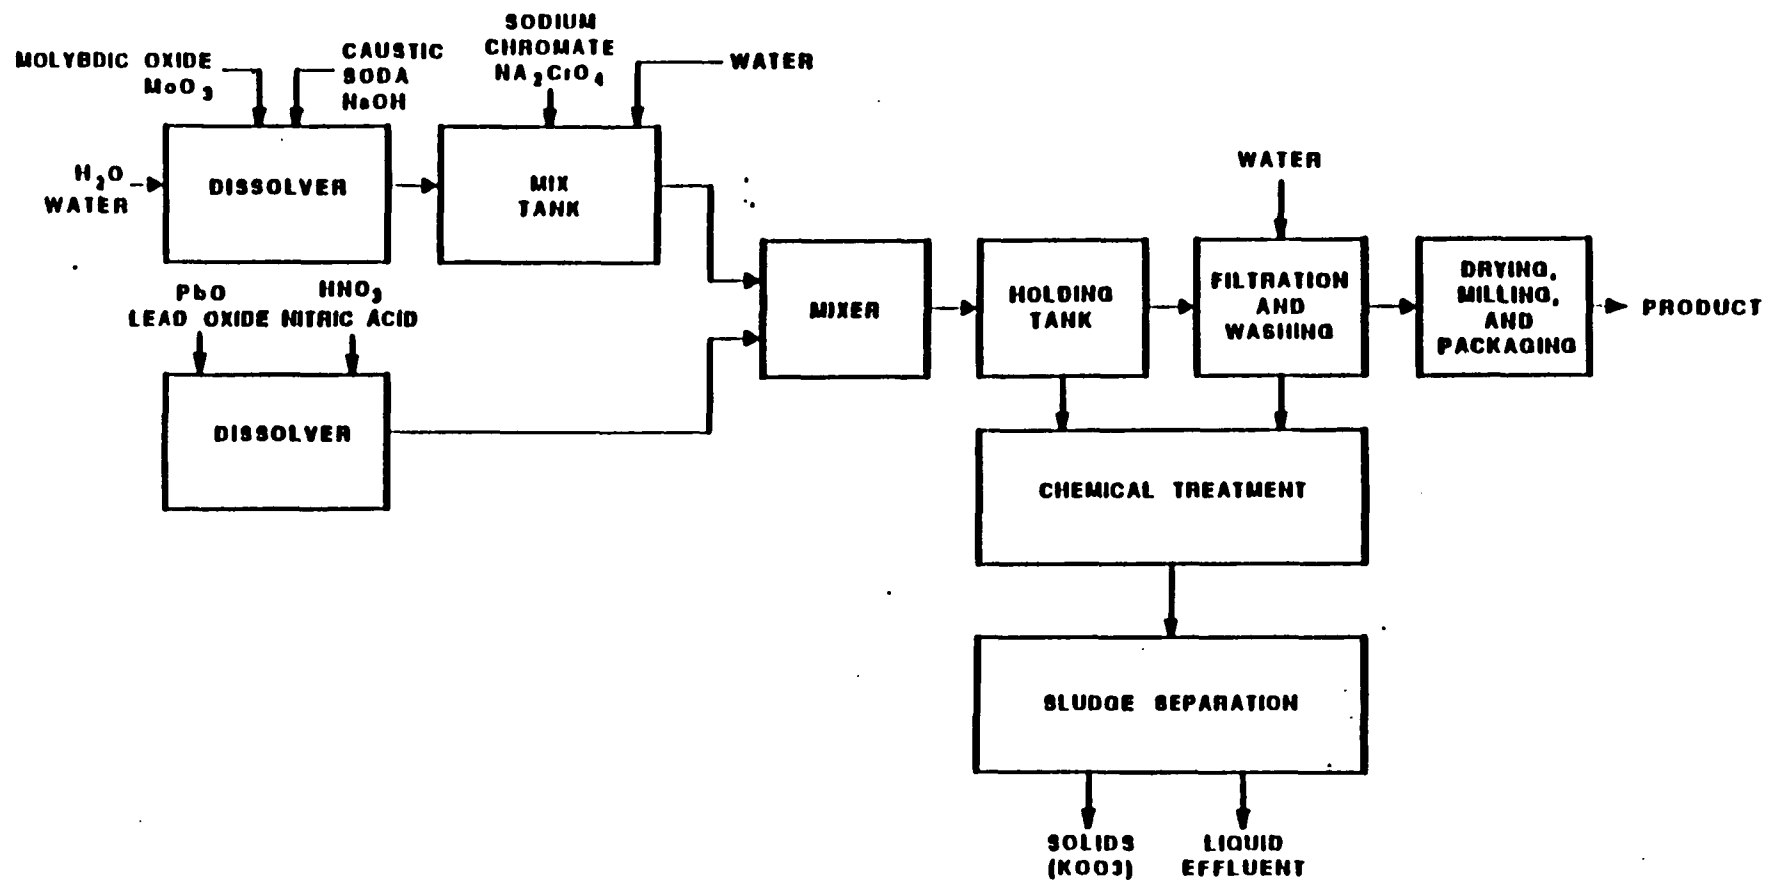 MOLYBDIC OXIDE
MoO3
CAUSTIC
SODA
NaOH
SODIUM
CHROMATE
NA2CrO4
WATER
H2O
WATER
DISSOLVER
MIX
TANK
PbO
LEAD OXIDE
HNO3
NITRIC ACID
DISSOLVER
MIXER
HOLDING
TANK
WATER
FILTRATION
AND
WASHING
DRYING,
MILLING,
AND
PACKAGING
PRODUCT
CHEMICAL TREATMENT
SLUDGE SEPARATION
SOLIDS
(K003)
LIQUID
EFFLUENT